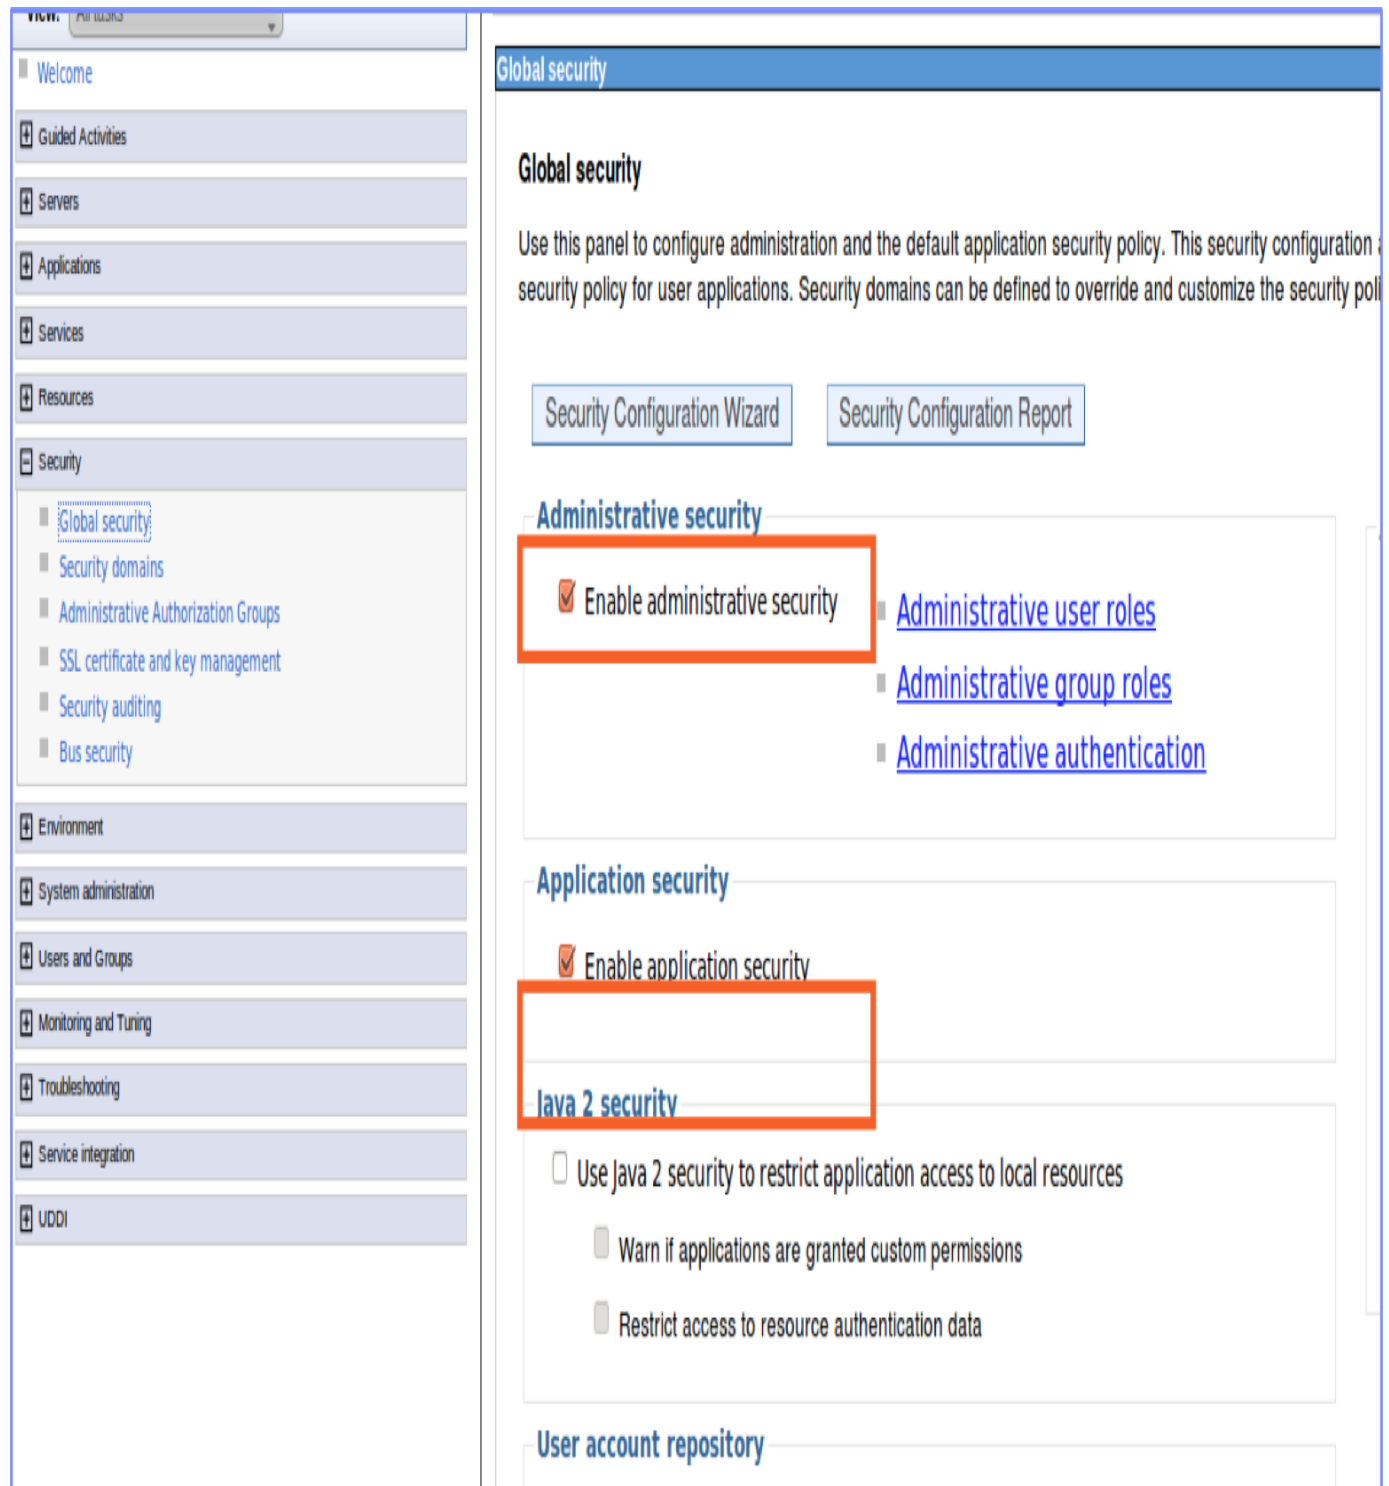 View: All tasks
Welcome
Guided Activities
Servers
Applications
Services
Resources
Security
Global security
Security domains
Administrative Authorization Groups
SSL certificate and key management
Security auditing
Bus security
Environment
System administration
Users and Groups
Monitoring and Tuning
Troubleshooting
Service integration
UDDI
Global security
Global security
Use this panel to configure administration and the default application security policy. This security configuration
security policy for user applications. Security domains can be defined to override and customize the security poli
Security Configuration Wizard
Security Configuration Report
Administrative security
Enable administrative security
Administrative user roles
Administrative group roles
Administrative authentication
Application security
Enable application security
Java 2 security
Use Java 2 security to restrict application access to local resources
Warn if applications are granted custom permissions
Restrict access to resource authentication data
User account repository